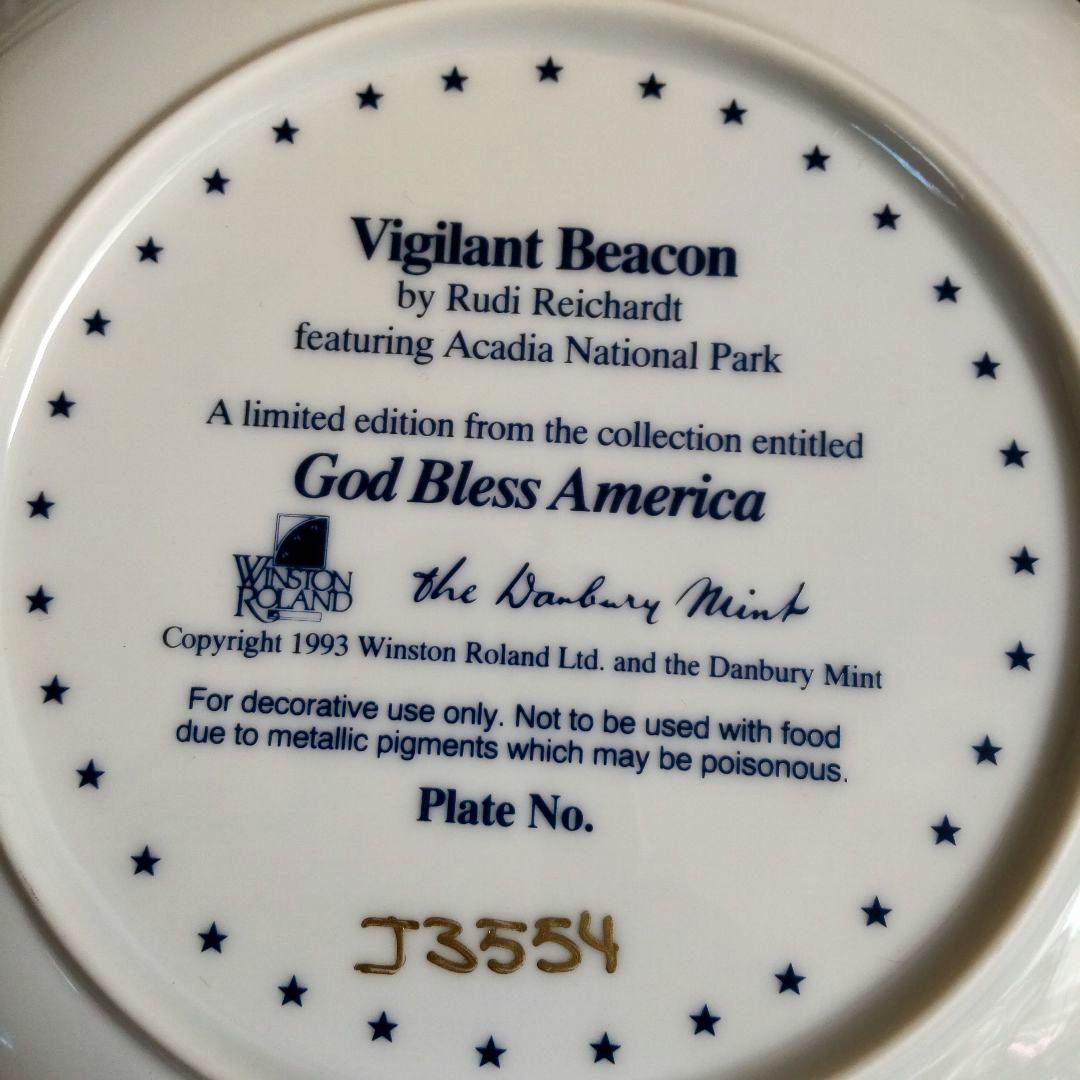 Vigilant Beacon
by Rudi Reichardt
featuring Acadia National Park
A limited edition from the collection entitled
God Bless America
WINSTON
ROLAND
the Danbury Mint
Copyright 1993 Winston Roland Ltd. and the Danbury Mint
For decorative use only. Not to be used with food
due to metallic pigments which may be poisonous.
Plate No.
J3554